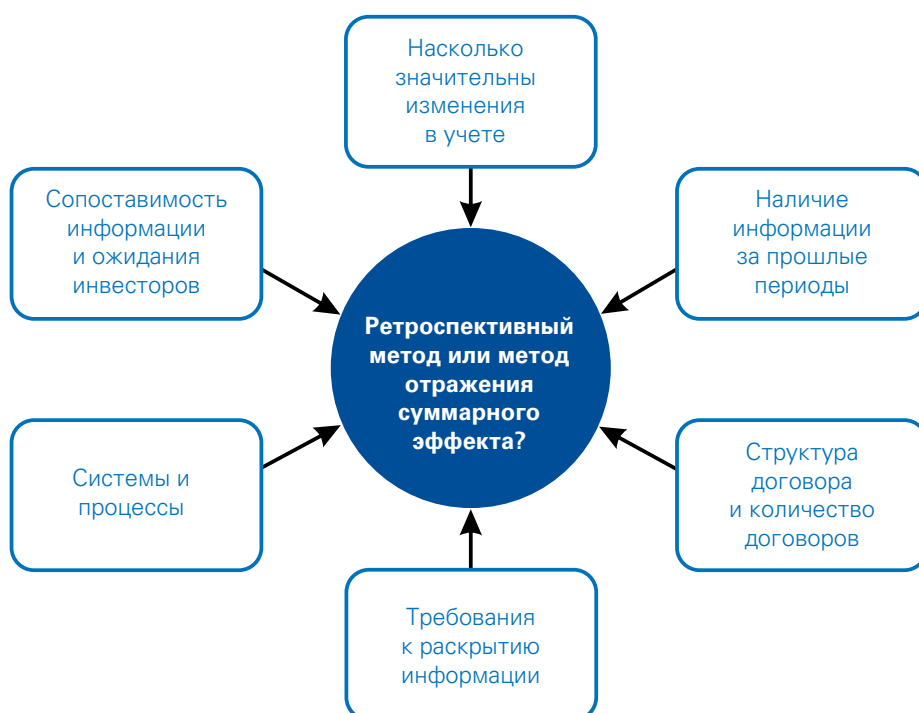 Насколько
значительны
изменения
в учете
Сопоставимость
информации
и ожидания
инвесторов
Наличие
информации
за прошлые
периоды
Ретроспективный
метод или метод
отражения
суммарного
эффекта?
Системы и
процессы
Структура
договора
и количество
договоров
Требования
к раскрытию
информации